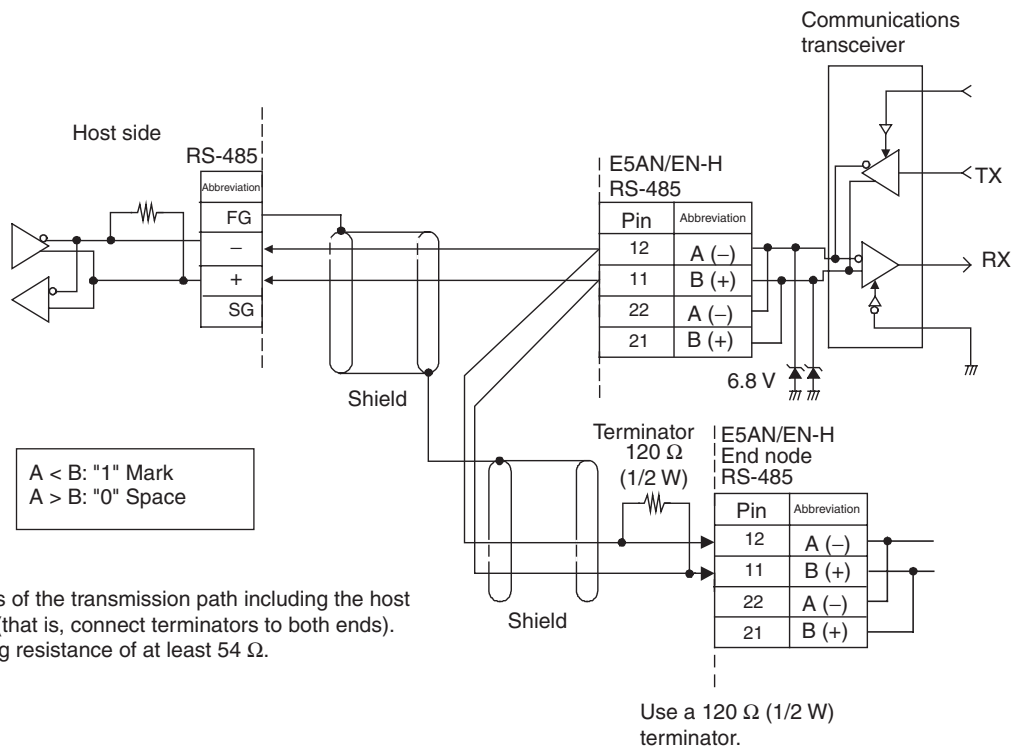 Communications
transceiver
Host side
RS-485
Abbreviation
FG
−
+
SG
E5AN/EN-H
RS-485
Pin Abbreviation
12 A (−)
11 B (+)
22 A (−)
21 B (+)
TX
RX
6.8 V
Shield
A < B: "1" Mark
A > B: "0" Space
Terminator
120 Ω
(1/2 W)
E5AN/EN-H
End node
RS-485
Pin Abbreviation
12 A (−)
11 B (+)
22 A (−)
21 B (+)
Shield
s of the transmission path including the host
(that is, connect terminators to both ends).
g resistance of at least 54 Ω.
Use a 120 Ω (1/2 W)
terminator.